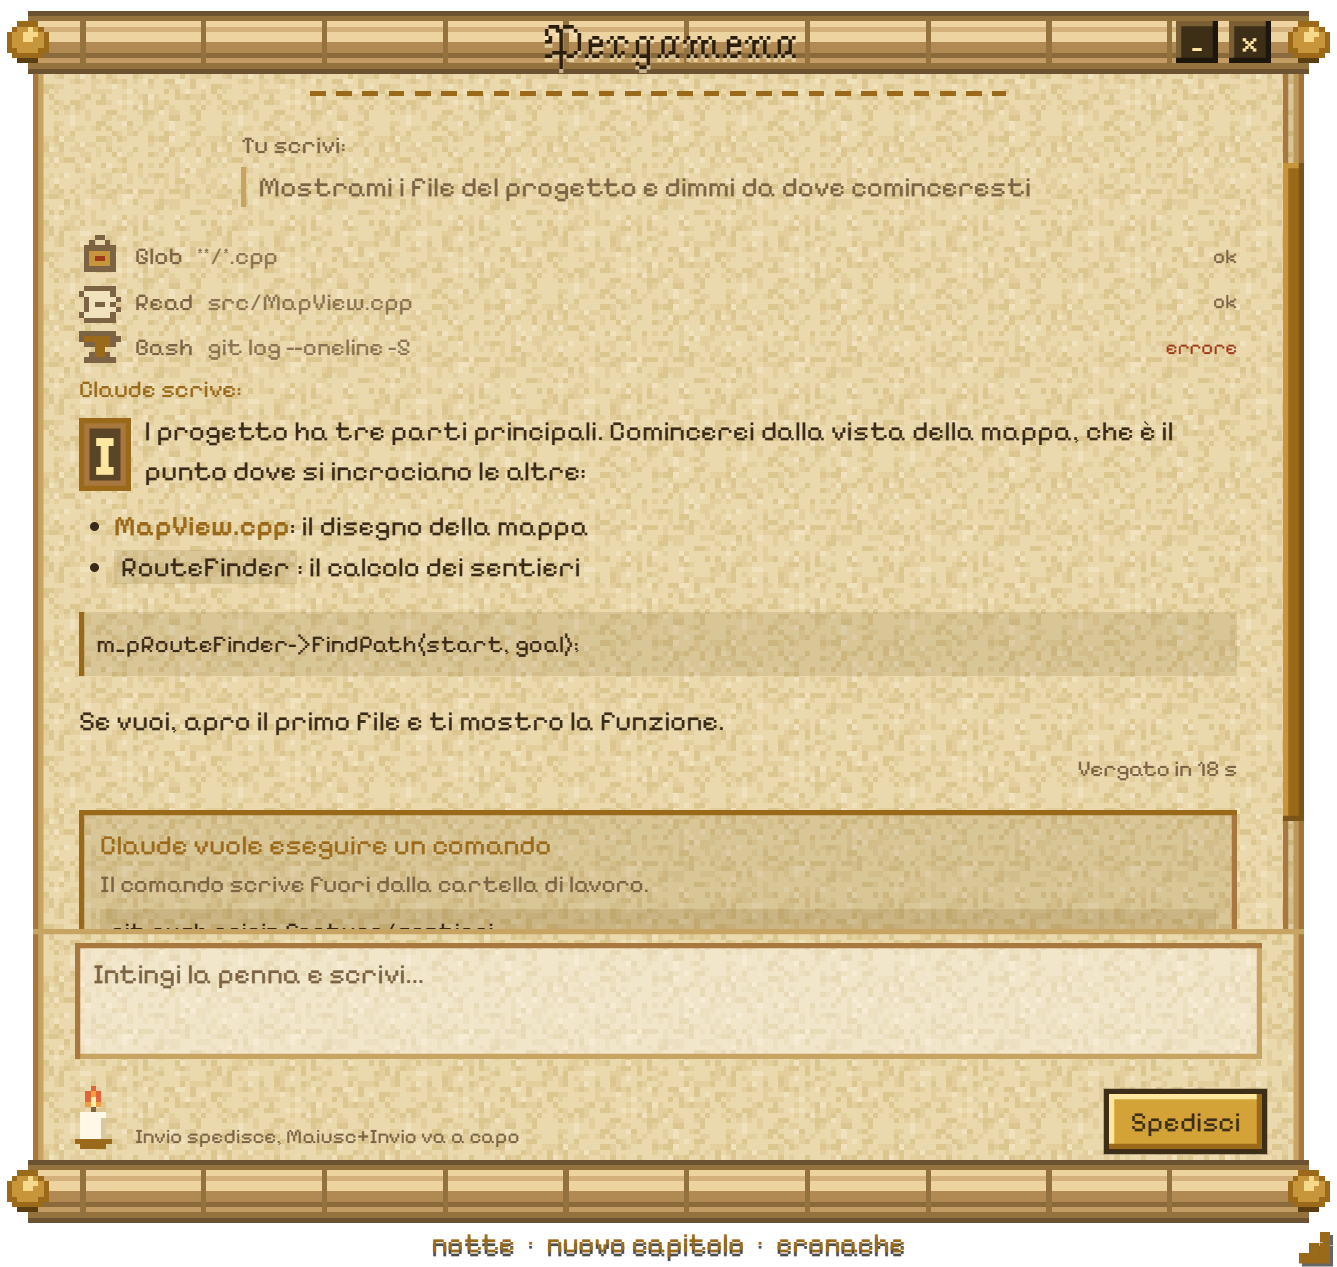 Pergamena
Tu scrivi:
Mostrami i file del progetto e dimmi da dove cominceresti
Glob **/*.cpp ok
Read src/MapView.cpp ok
Bash git log --oneline -5 errore
Claude scrive:
I
l progetto ha tre parti principali. Comincerei dalla vista della mappa, che è il
punto dove si incrociano le altre:
• MapView.cpp: il disegno della mappa
• RouteFinder : il calcolo dei sentieri
m_pRouteFinder->FindPath(start, goal);
Se vuoi, apro il primo file e ti mostro la funzione.
Vergato in 18 s
Claude vuole eseguire un comando
Il comando scrive fuori dalla cartella di lavoro.
Intingi la penna e scrivi...
Invio spedisce, Maiusc+Invio va a capo
Spedisci
notte · nuovo capitolo · cronache